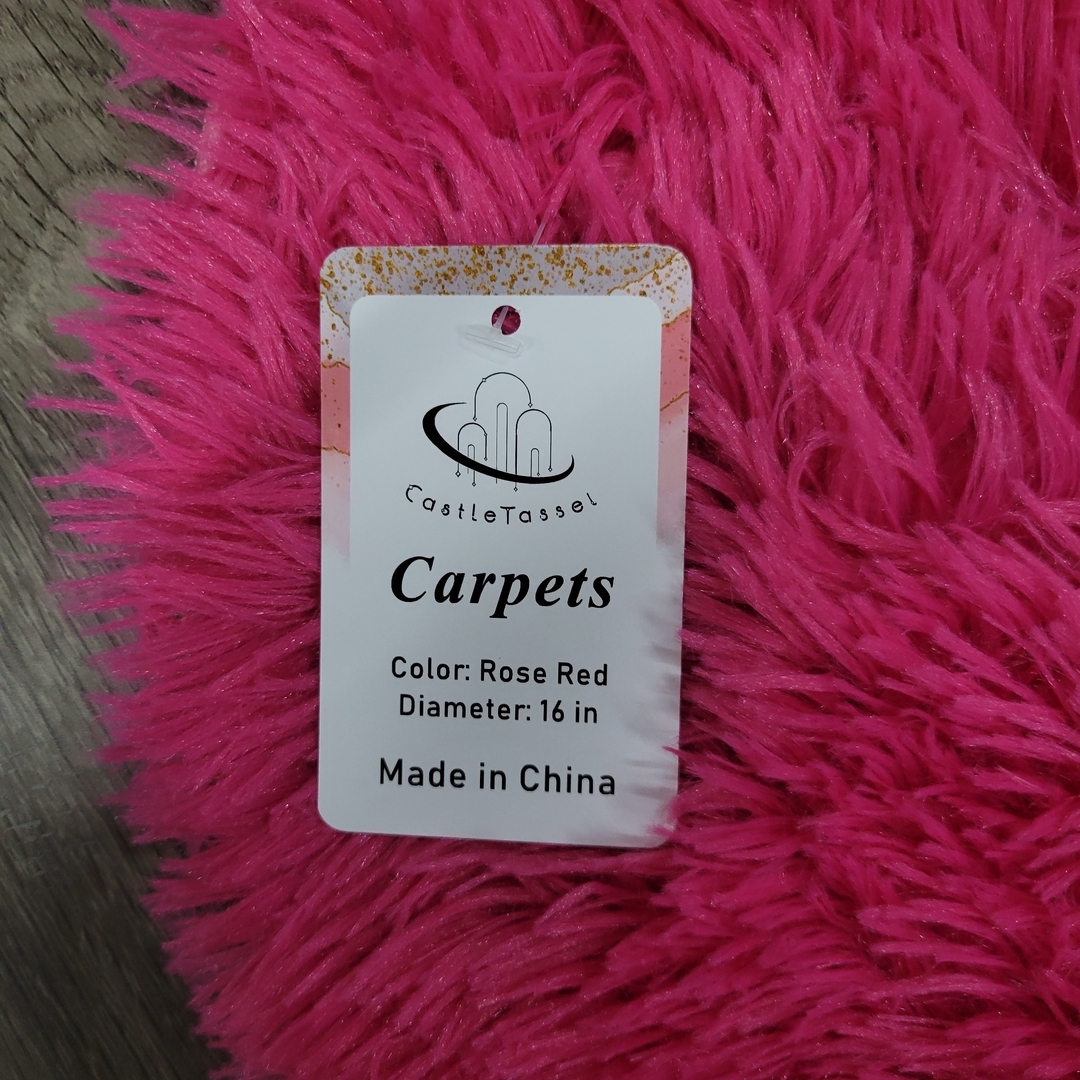 CastleTassel
Carpets
Color: Rose Red
Diameter: 16 in
Made in China